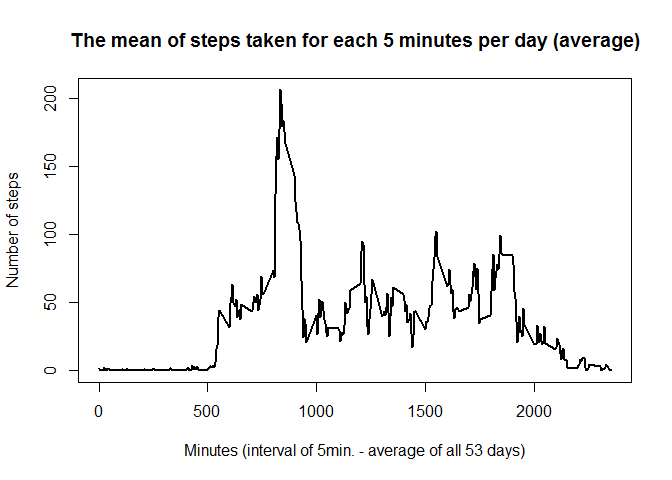 The mean of steps taken for each 5 minutes per day (average)
Number of steps
200
150
100
50
0
0 500 1000 1500 2000
Minutes (interval of 5min. - average of all 53 days)